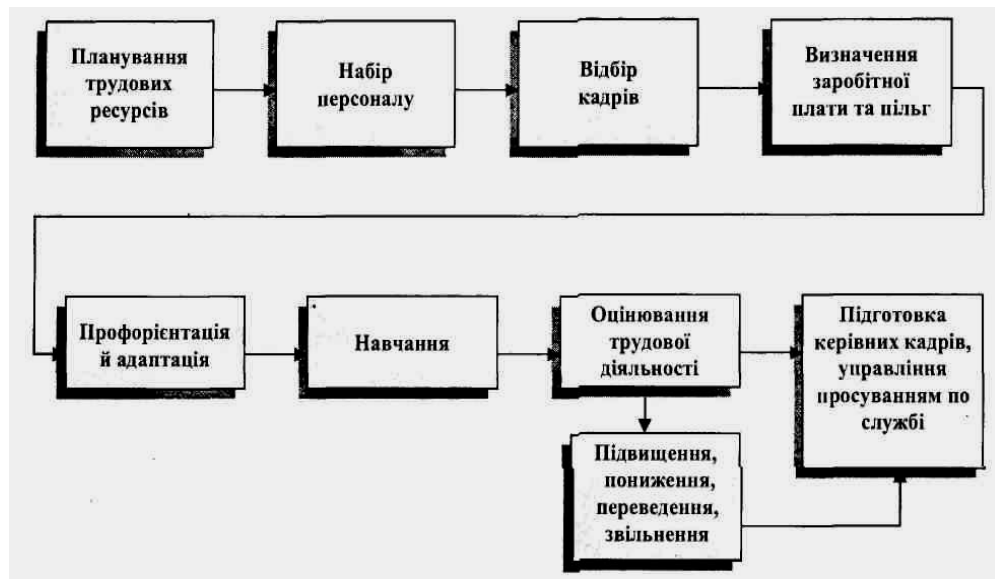 Планування
трудових
ресурсів
Набір
персоналу
Відбір
кадрів
Визначення
заробітної
плати та пільг
Профорієнтація
й адаптація
Навчання
Оцінювання
трудової
діяльності
Підготовка
керівних кадрів,
управління
просуванням по
службі
Підвищення,
пониження,
переведення,
звільнення